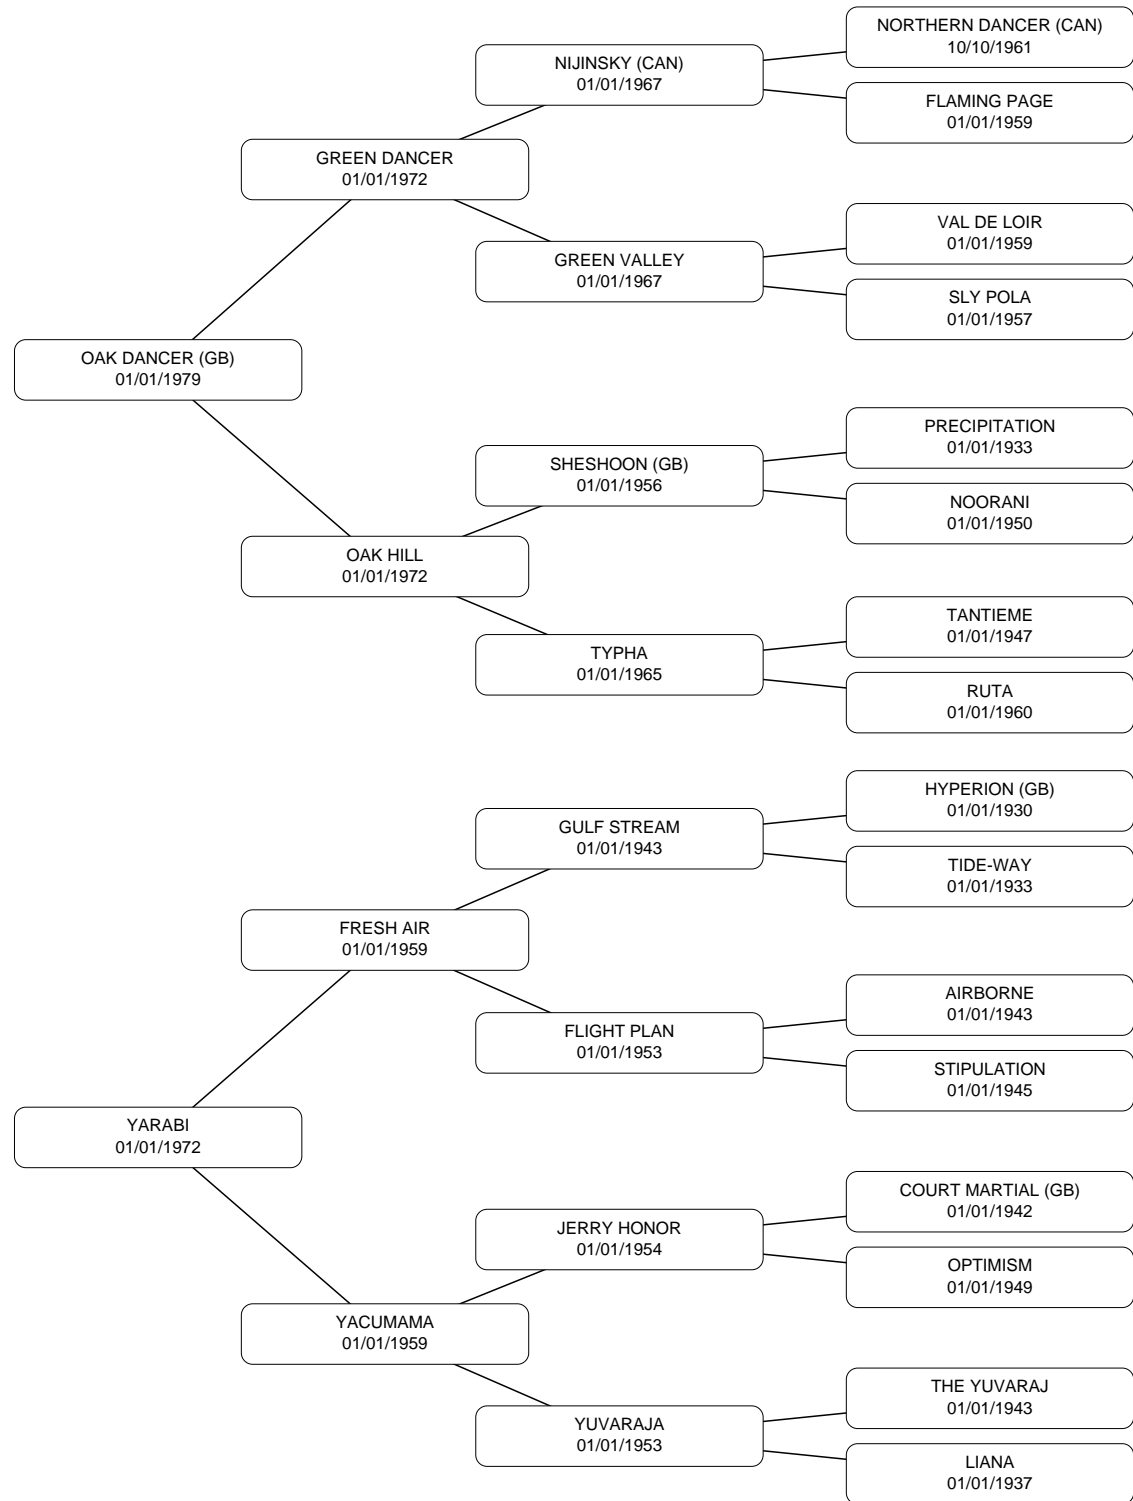 NORTHERN DANCER (CAN)
10/10/1961
NIJINSKY (CAN)
01/01/1967
FLAMING PAGE
01/01/1959
GREEN DANCER
01/01/1972
VAL DE LOIR
01/01/1959
GREEN VALLEY
01/01/1967
SLY POLA
01/01/1957
OAK DANCER (GB)
01/01/1979
PRECIPITATION
01/01/1933
SHESHOON (GB)
01/01/1956
NOORANI
01/01/1950
OAK HILL
01/01/1972
TANTIEME
01/01/1947
TYPHA
01/01/1965
RUTA
01/01/1960
HYPERION (GB)
01/01/1930
GULF STREAM
01/01/1943
TIDE-WAY
01/01/1933
FRESH AIR
01/01/1959
AIRBORNE
01/01/1943
FLIGHT PLAN
01/01/1953
STIPULATION
01/01/1945
YARABI
01/01/1972
COURT MARTIAL (GB)
01/01/1942
JERRY HONOR
01/01/1954
OPTIMISM
01/01/1949
YACUMAMA
01/01/1959
THE YUVARAJ
01/01/1943
YUVARAJA
01/01/1953
LIANA
01/01/1937